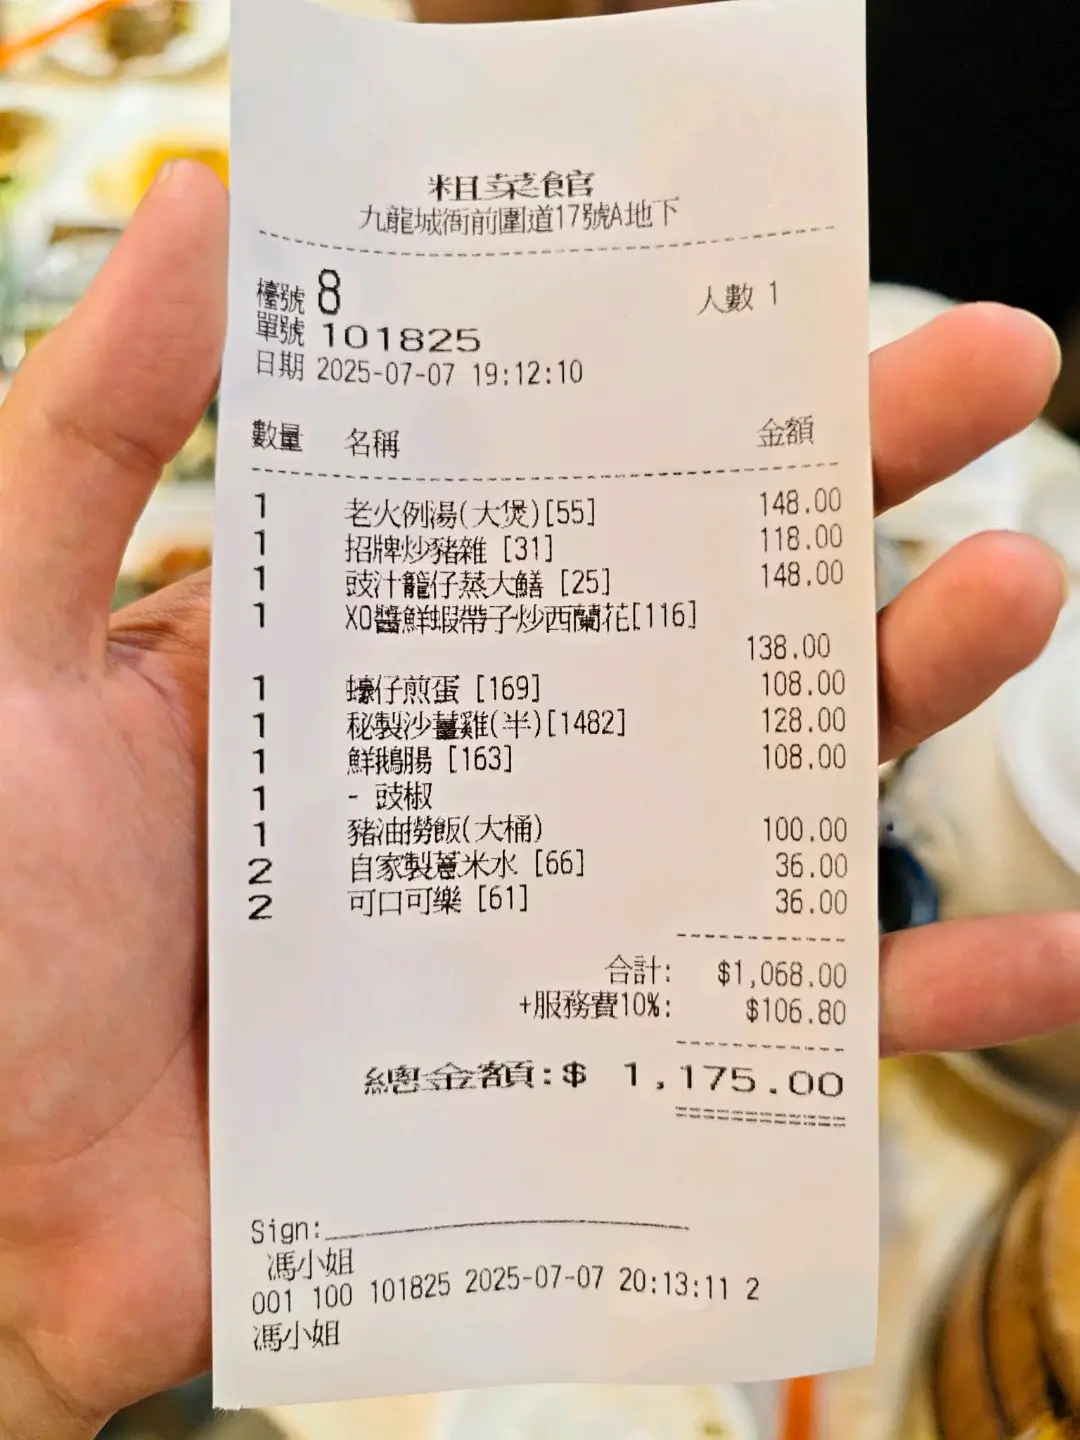 粗菜館
九龍城衙前圍道17號A地下
檯號 8 人數 1
單號 101825
日期 2025-07-07 19:12:10
數量 名稱 金額
1 老火例湯(大煲)[55] 148.00
1 招牌炒豬雜 [31] 118.00
1 豉汁籠仔蒸大鱔 [25] 148.00
1 XO醬鮮蝦帶子炒西蘭花[116]
138.00
1 蠔仔煎蛋 [169] 108.00
1 秘製沙薑雞(半)[1482] 128.00
1 鮮鵝腸 [163] 108.00
1 - 豉椒
1 豬油撈飯(大桶) 100.00
2 自家製薏米水 [66] 36.00
2 可口可樂 [61] 36.00
合計: $1,068.00
+服務費10%: $106.80
總金額:$ 1,175.00
Sign:
馮小姐
001 100 101825 2025-07-07 20:13:11 2
馮小姐